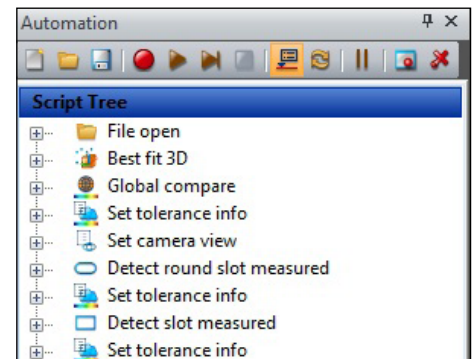 Automation
Script Tree
File open
Best fit 3D
Global compare
Set tolerance info
Set camera view
Detect round slot measured
Set tolerance info
Detect slot measured
Set tolerance info